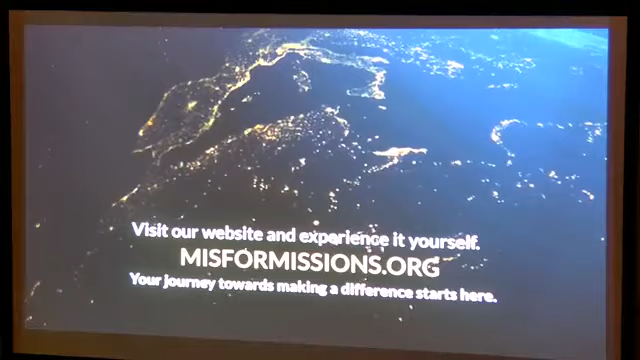 Visit our website and experience it yourself.
MISFORMISSIONS.ORG
Your journey towards making a difference starts here.